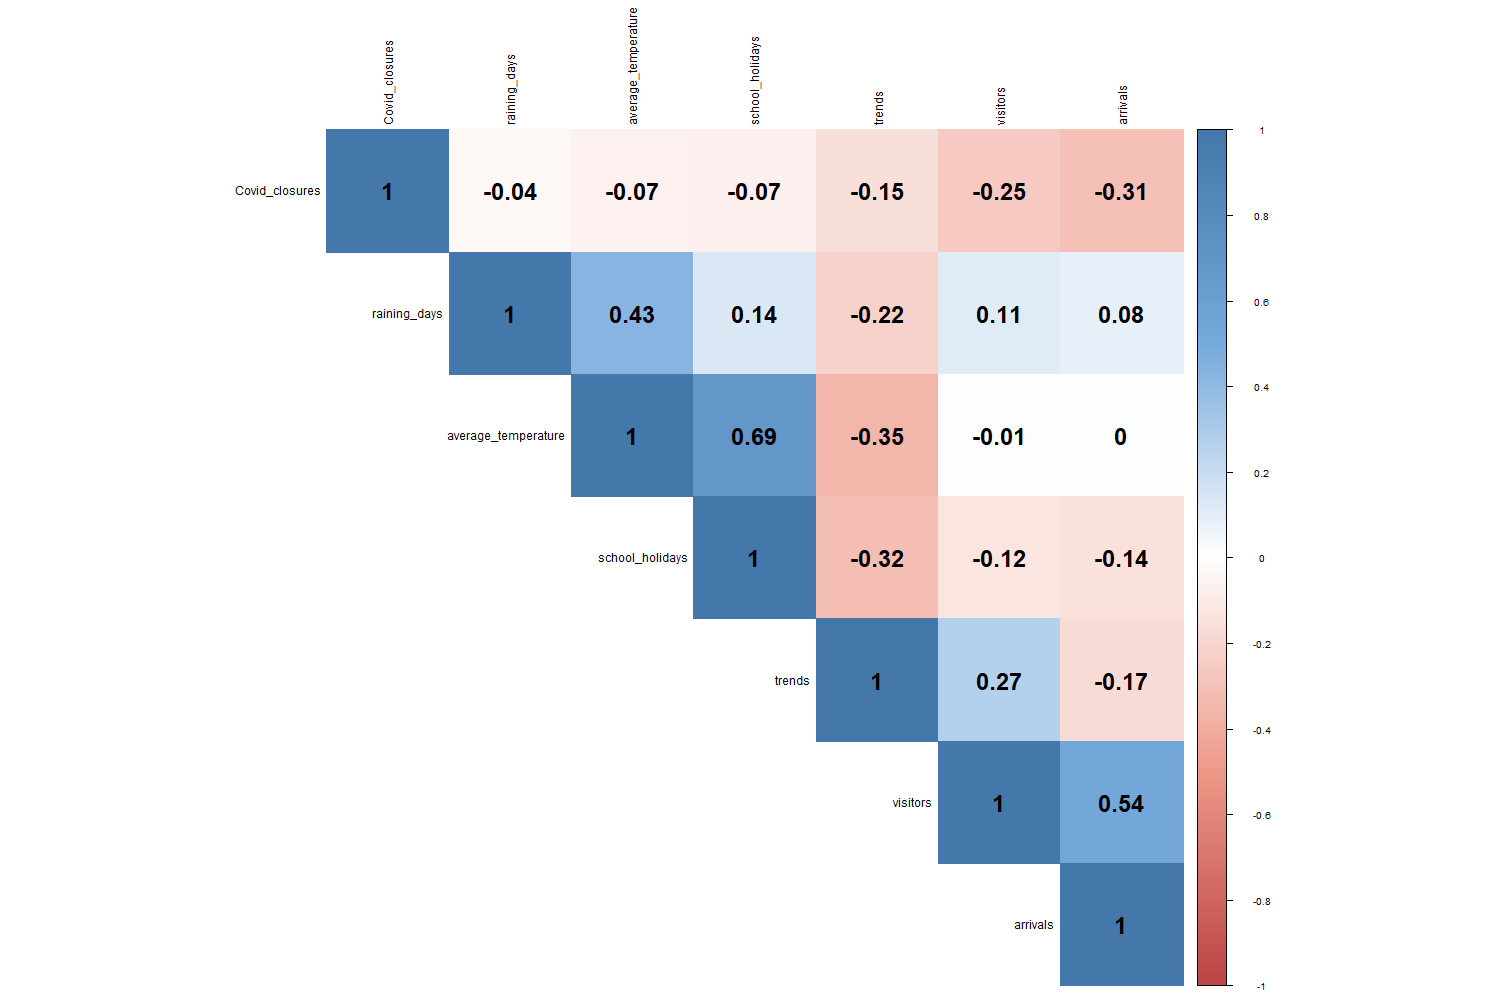 Covid_closures
raining_days
average_temperature
school_holidays
trends
visitors
arrivals
Covid_closures 1 -0.04 -0.07 -0.07 -0.15 -0.25 -0.31
raining_days 1 0.43 0.14 -0.22 0.11 0.08
average_temperature 1 0.69 -0.35 -0.01 0
school_holidays 1 -0.32 -0.12 -0.14
trends 1 0.27 -0.17
visitors 1 0.54
arrivals 1
1
0.8
0.6
0.4
0.2
0
-0.2
-0.4
-0.6
-0.8
-1